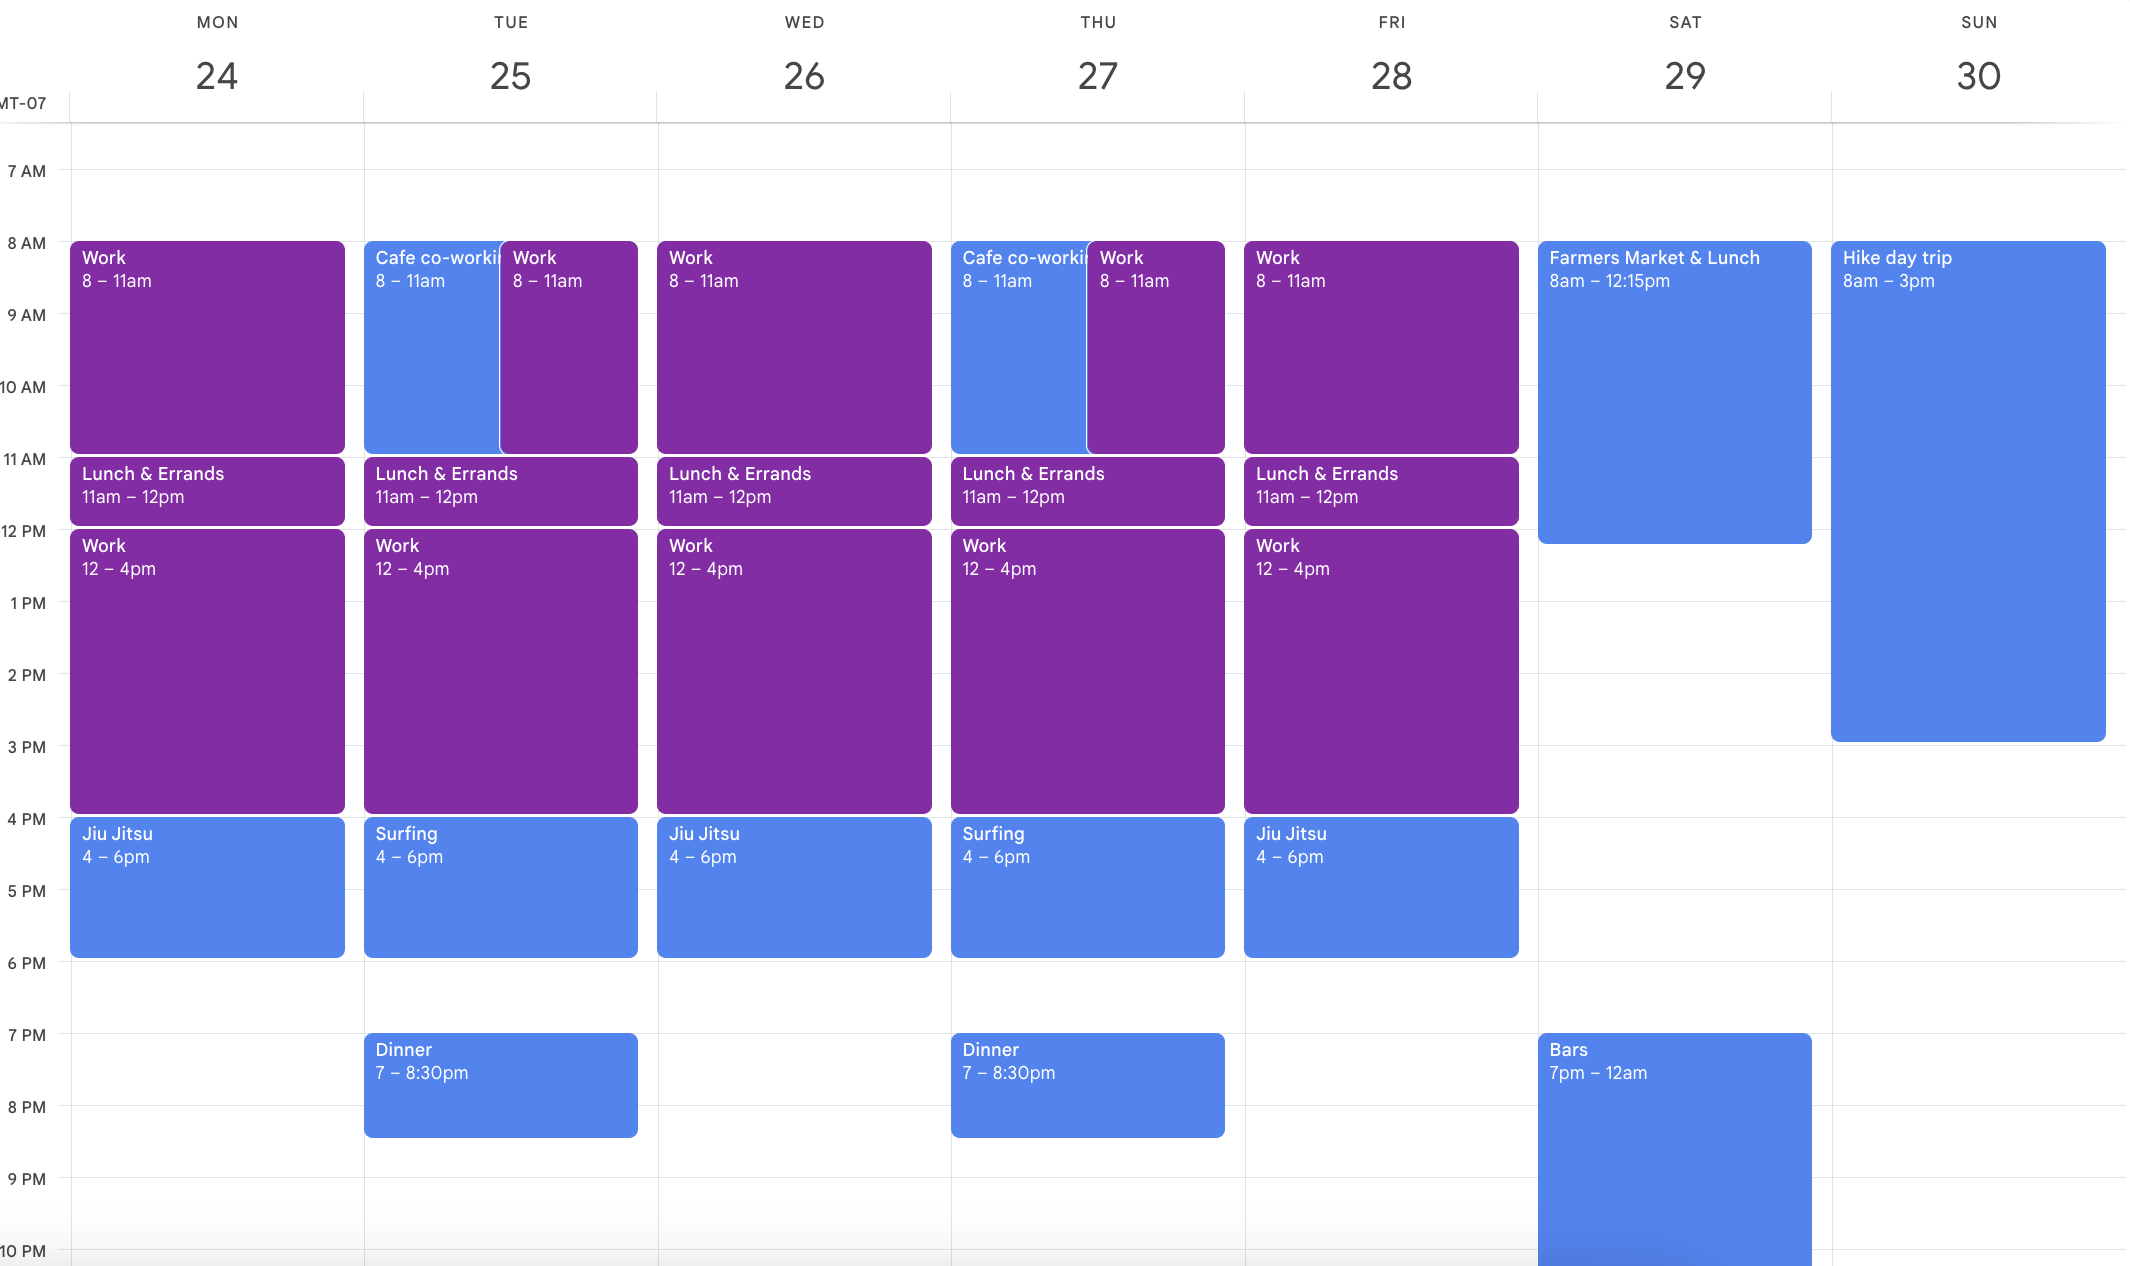 MON
TUE
WED
THU
FRI
SAT
SUN
24
25
26
27
28
29
30
MT-07
7 AM
8 AM
9 AM
10 AM
11 AM
12 PM
1 PM
2 PM
3 PM
4 PM
5 PM
6 PM
7 PM
8 PM
9 PM
10 PM
Work
8 – 11am
Lunch & Errands
11am – 12pm
Work
12 – 4pm
Jiu Jitsu
4 – 6pm
Cafe co-workin
8 – 11am
Work
8 – 11am
Lunch & Errands
11am – 12pm
Work
12 – 4pm
Surfing
4 – 6pm
Dinner
7 – 8:30pm
Work
8 – 11am
Lunch & Errands
11am – 12pm
Work
12 – 4pm
Jiu Jitsu
4 – 6pm
Cafe co-workin
8 – 11am
Work
8 – 11am
Lunch & Errands
11am – 12pm
Work
12 – 4pm
Surfing
4 – 6pm
Dinner
7 – 8:30pm
Work
8 – 11am
Lunch & Errands
11am – 12pm
Work
12 – 4pm
Jiu Jitsu
4 – 6pm
Farmers Market & Lunch
8am – 12:15pm
Bars
7pm – 12am
Hike day trip
8am – 3pm